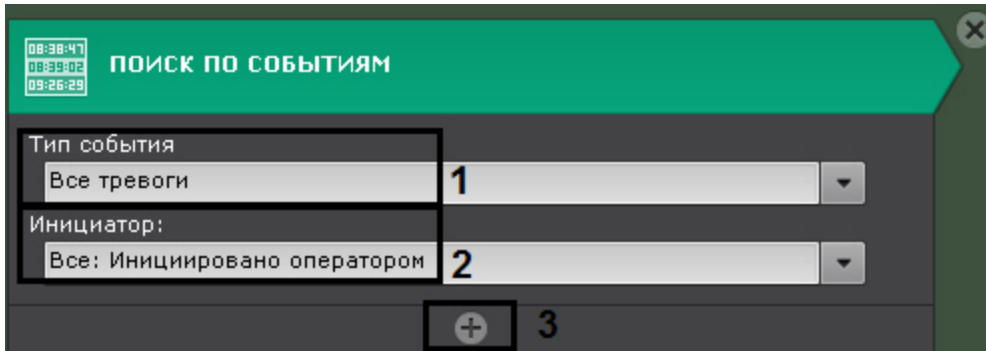 08:38:47
08:39:02
09:26:29
ПОИСК ПО СОБЫТИЯМ
Тип события
Все тревоги
1
Инициатор:
Все: Инициировано оператором
2
3